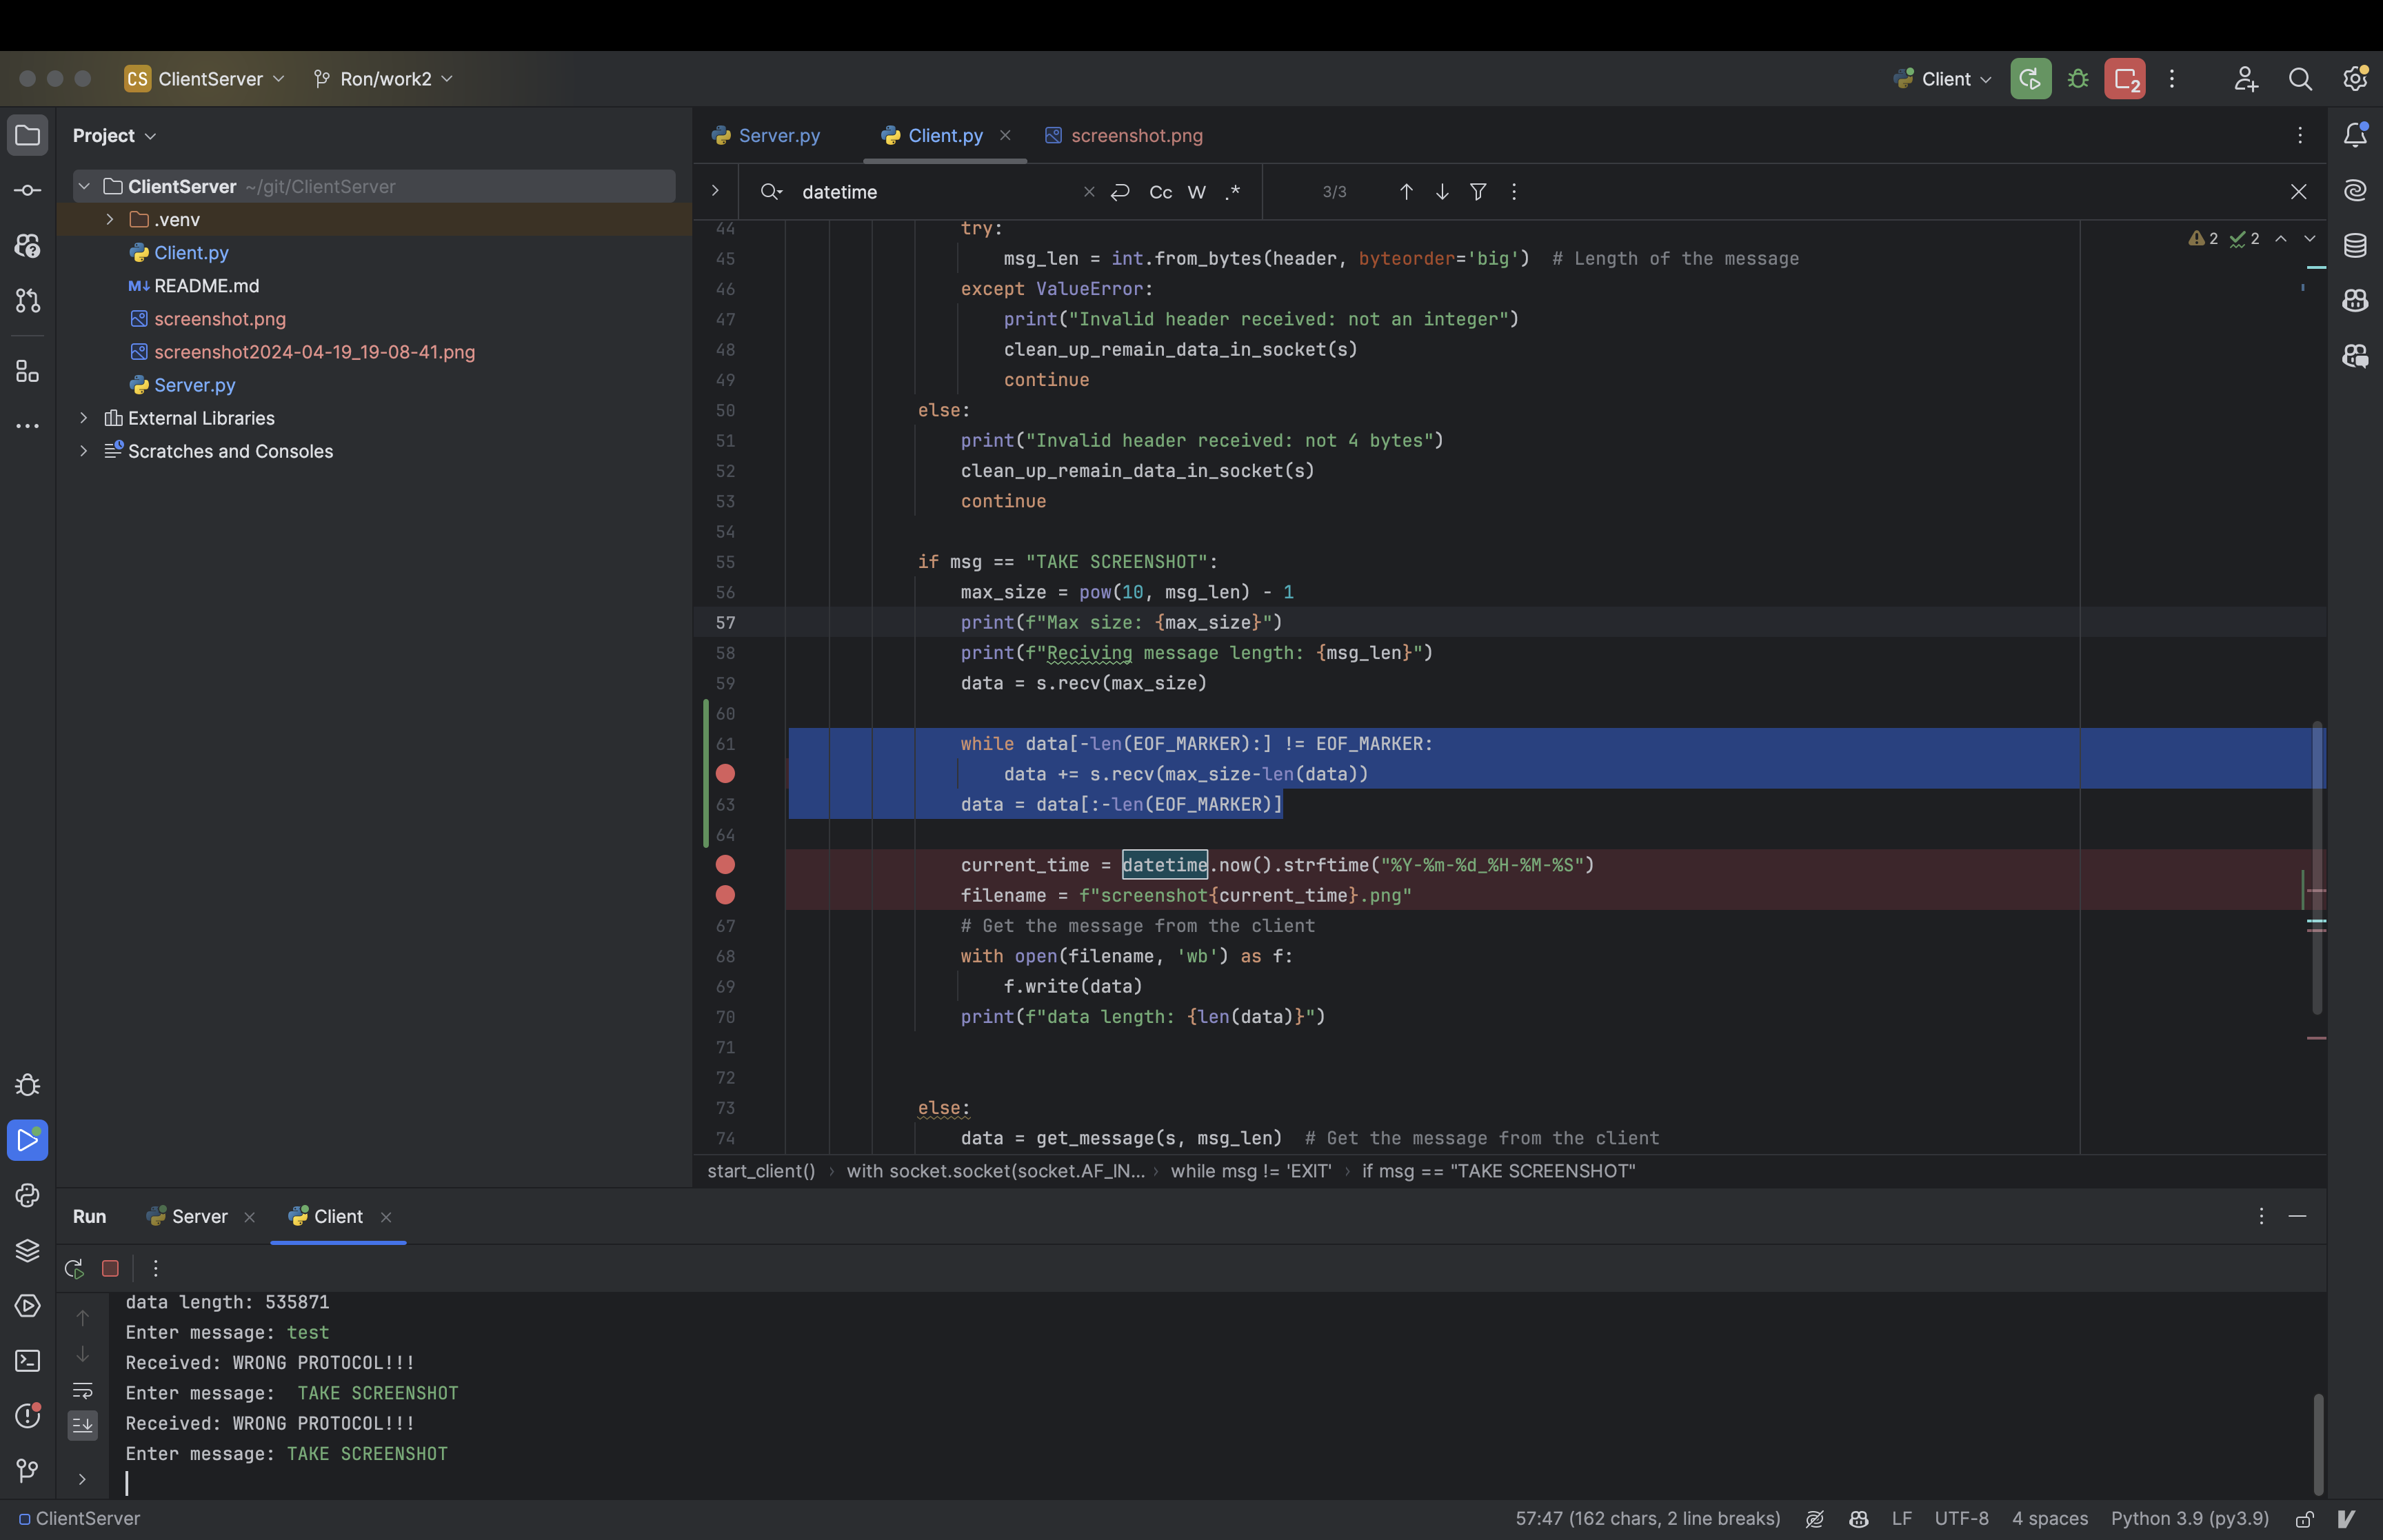 CS ClientServer Ron/work2 Client 2
Project
ClientServer ~/git/ClientServer
.venv
Client.py
M↓ README.md
screenshot.png
screenshot2024-04-19_19-08-41.png
Server.py
External Libraries
Scratches and Consoles
Server.py Client.py screenshot.png
datetime Cc W .* 3/3
2 2
44 try:
45 msg_len = int.from_bytes(header, byteorder='big')  # Length of the message
46 except ValueError:
47 print("Invalid header received: not an integer")
48 clean_up_remain_data_in_socket(s)
49 continue
50 else:
51 print("Invalid header received: not 4 bytes")
52 clean_up_remain_data_in_socket(s)
53 continue
54
55 if msg == "TAKE SCREENSHOT":
56 max_size = pow(10, msg_len) - 1
57 print(f"Max size: {max_size}")
58 print(f"Reciving message length: {msg_len}")
59 data = s.recv(max_size)
60
61 while data[-len(EOF_MARKER):] != EOF_MARKER:
data += s.recv(max_size-len(data))
63 data = data[:-len(EOF_MARKER)]
64
current_time = datetime.now().strftime("%Y-%m-%d_%H-%M-%S")
filename = f"screenshot{current_time}.png"
67 # Get the message from the client
68 with open(filename, 'wb') as f:
69 f.write(data)
70 print(f"data length: {len(data)}")
71
72
73 else:
74 data = get_message(s, msg_len)  # Get the message from the client
start_client() › with socket.socket(socket.AF_IN... › while msg != 'EXIT' › if msg == "TAKE SCREENSHOT"
Run Server Client
data length: 535871
Enter message: test
Received: WRONG PROTOCOL!!!
Enter message:  TAKE SCREENSHOT
Received: WRONG PROTOCOL!!!
Enter message: TAKE SCREENSHOT
ClientServer 57:47 (162 chars, 2 line breaks) LF UTF-8 4 spaces Python 3.9 (py3.9)